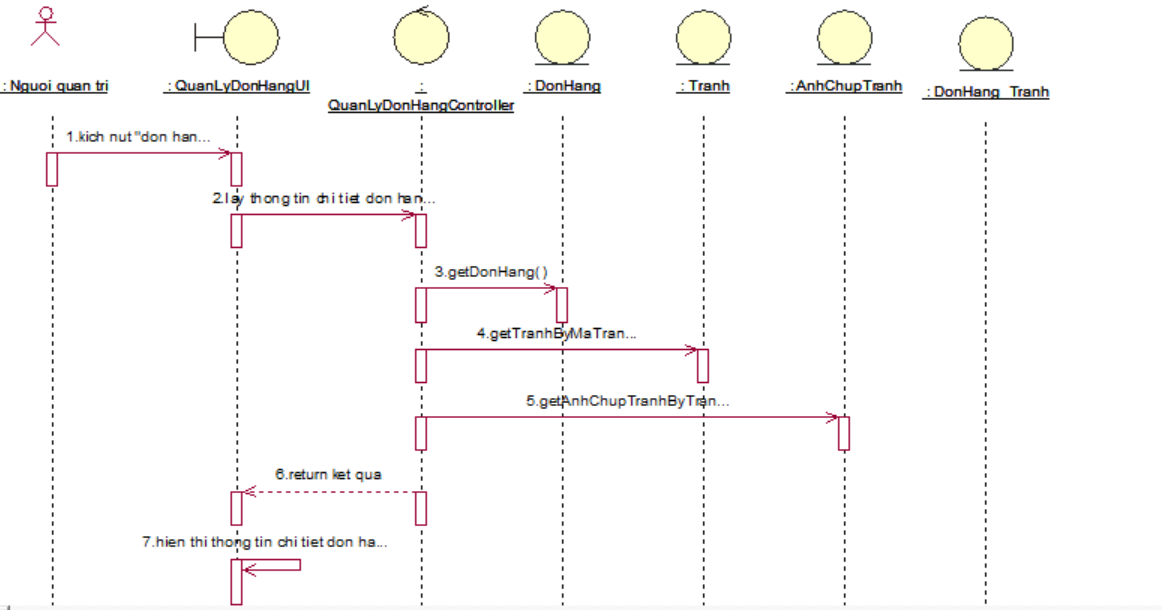 : Nguoi quan tri
: QuanLyDonHangUI
:
QuanLyDonHangController
: DonHang
: Tranh
: AnhChupTranh
: DonHang_Tranh
1.kich nut "don han...
2.lay thong tin chi tiet don han...
3.getDonHang( )
4.getTranhByMaTran...
5.getAnhChupTranhByTran...
6.return ket qua
7.hien thi thong tin chi tiet don ha...